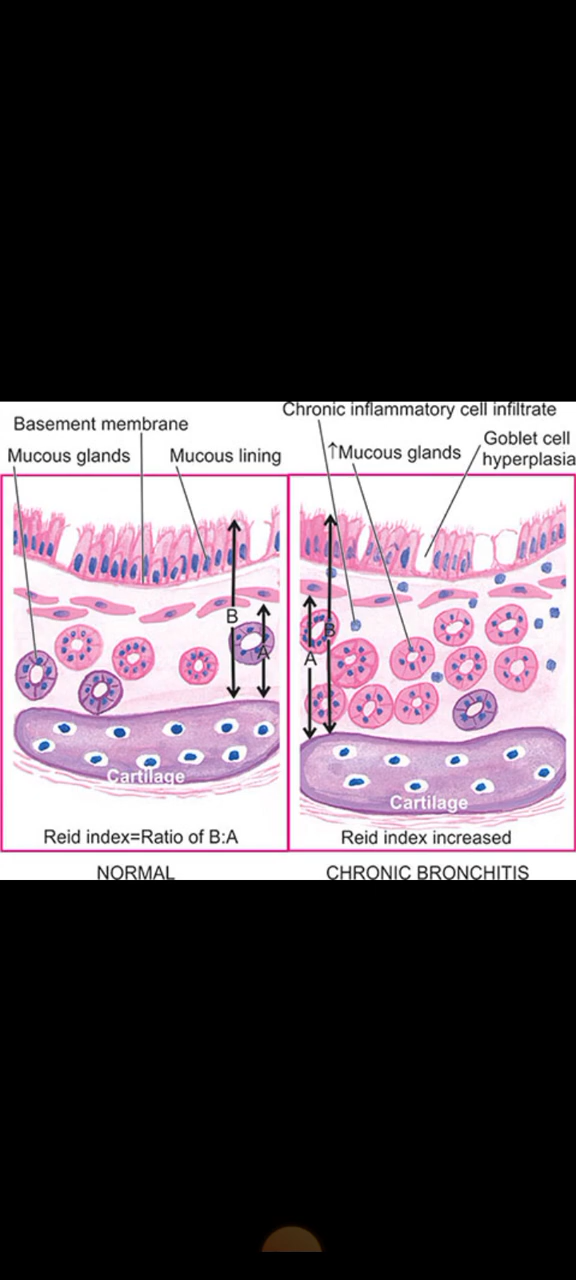 Basement membrane
Mucous glands
Mucous lining
B
A
Cartilage
Reid index=Ratio of B:A
NORMAL
Chronic inflammatory cell infiltrate
↑Mucous glands
Goblet cell
hyperplasia
B
A
Cartilage
Reid index increased
CHRONIC BRONCHITIS